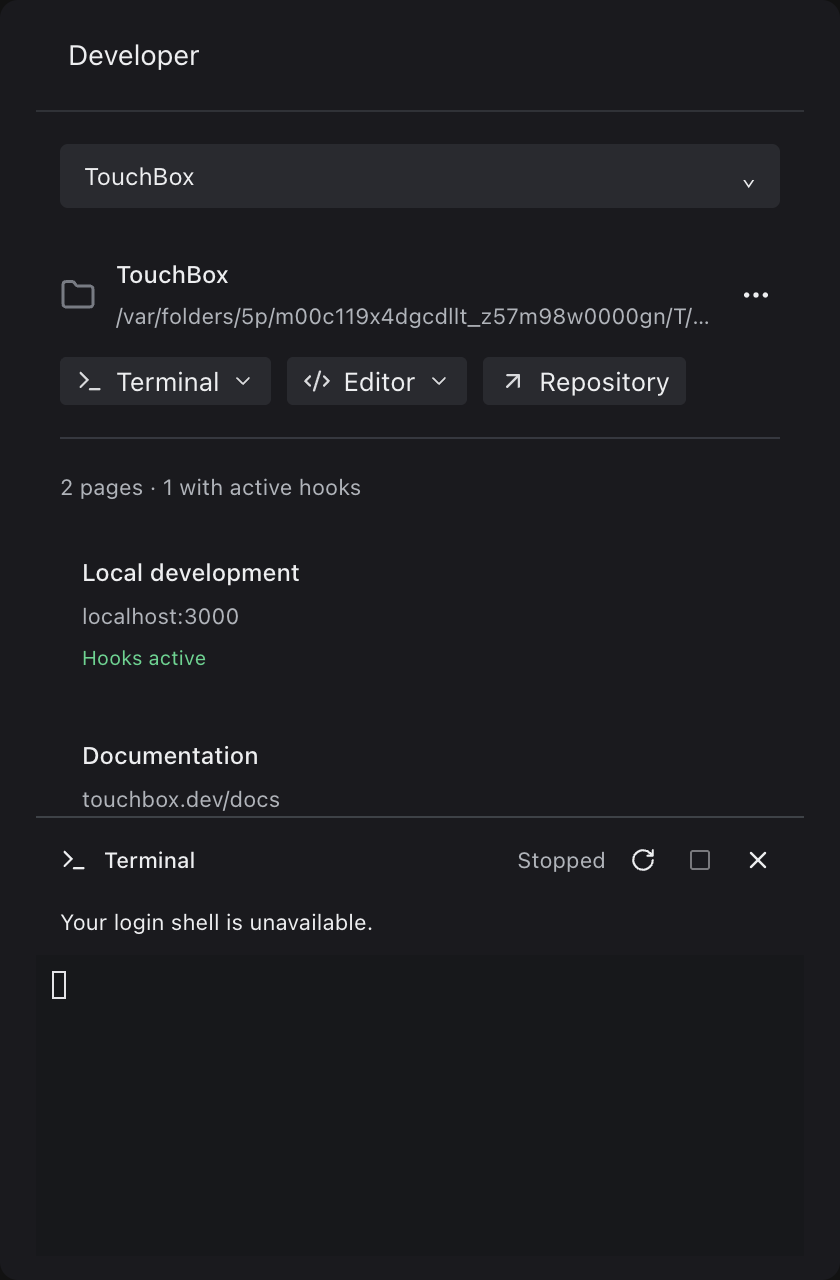 Developer
TouchBox
TouchBox
/var/folders/5p/m00c119x4dgcdllt_z57m98w0000gn/T/...
Terminal
Editor
Repository
2 pages · 1 with active hooks
Local development
localhost:3000
Hooks active
Documentation
touchbox.dev/docs
Terminal
Stopped
Your login shell is unavailable.